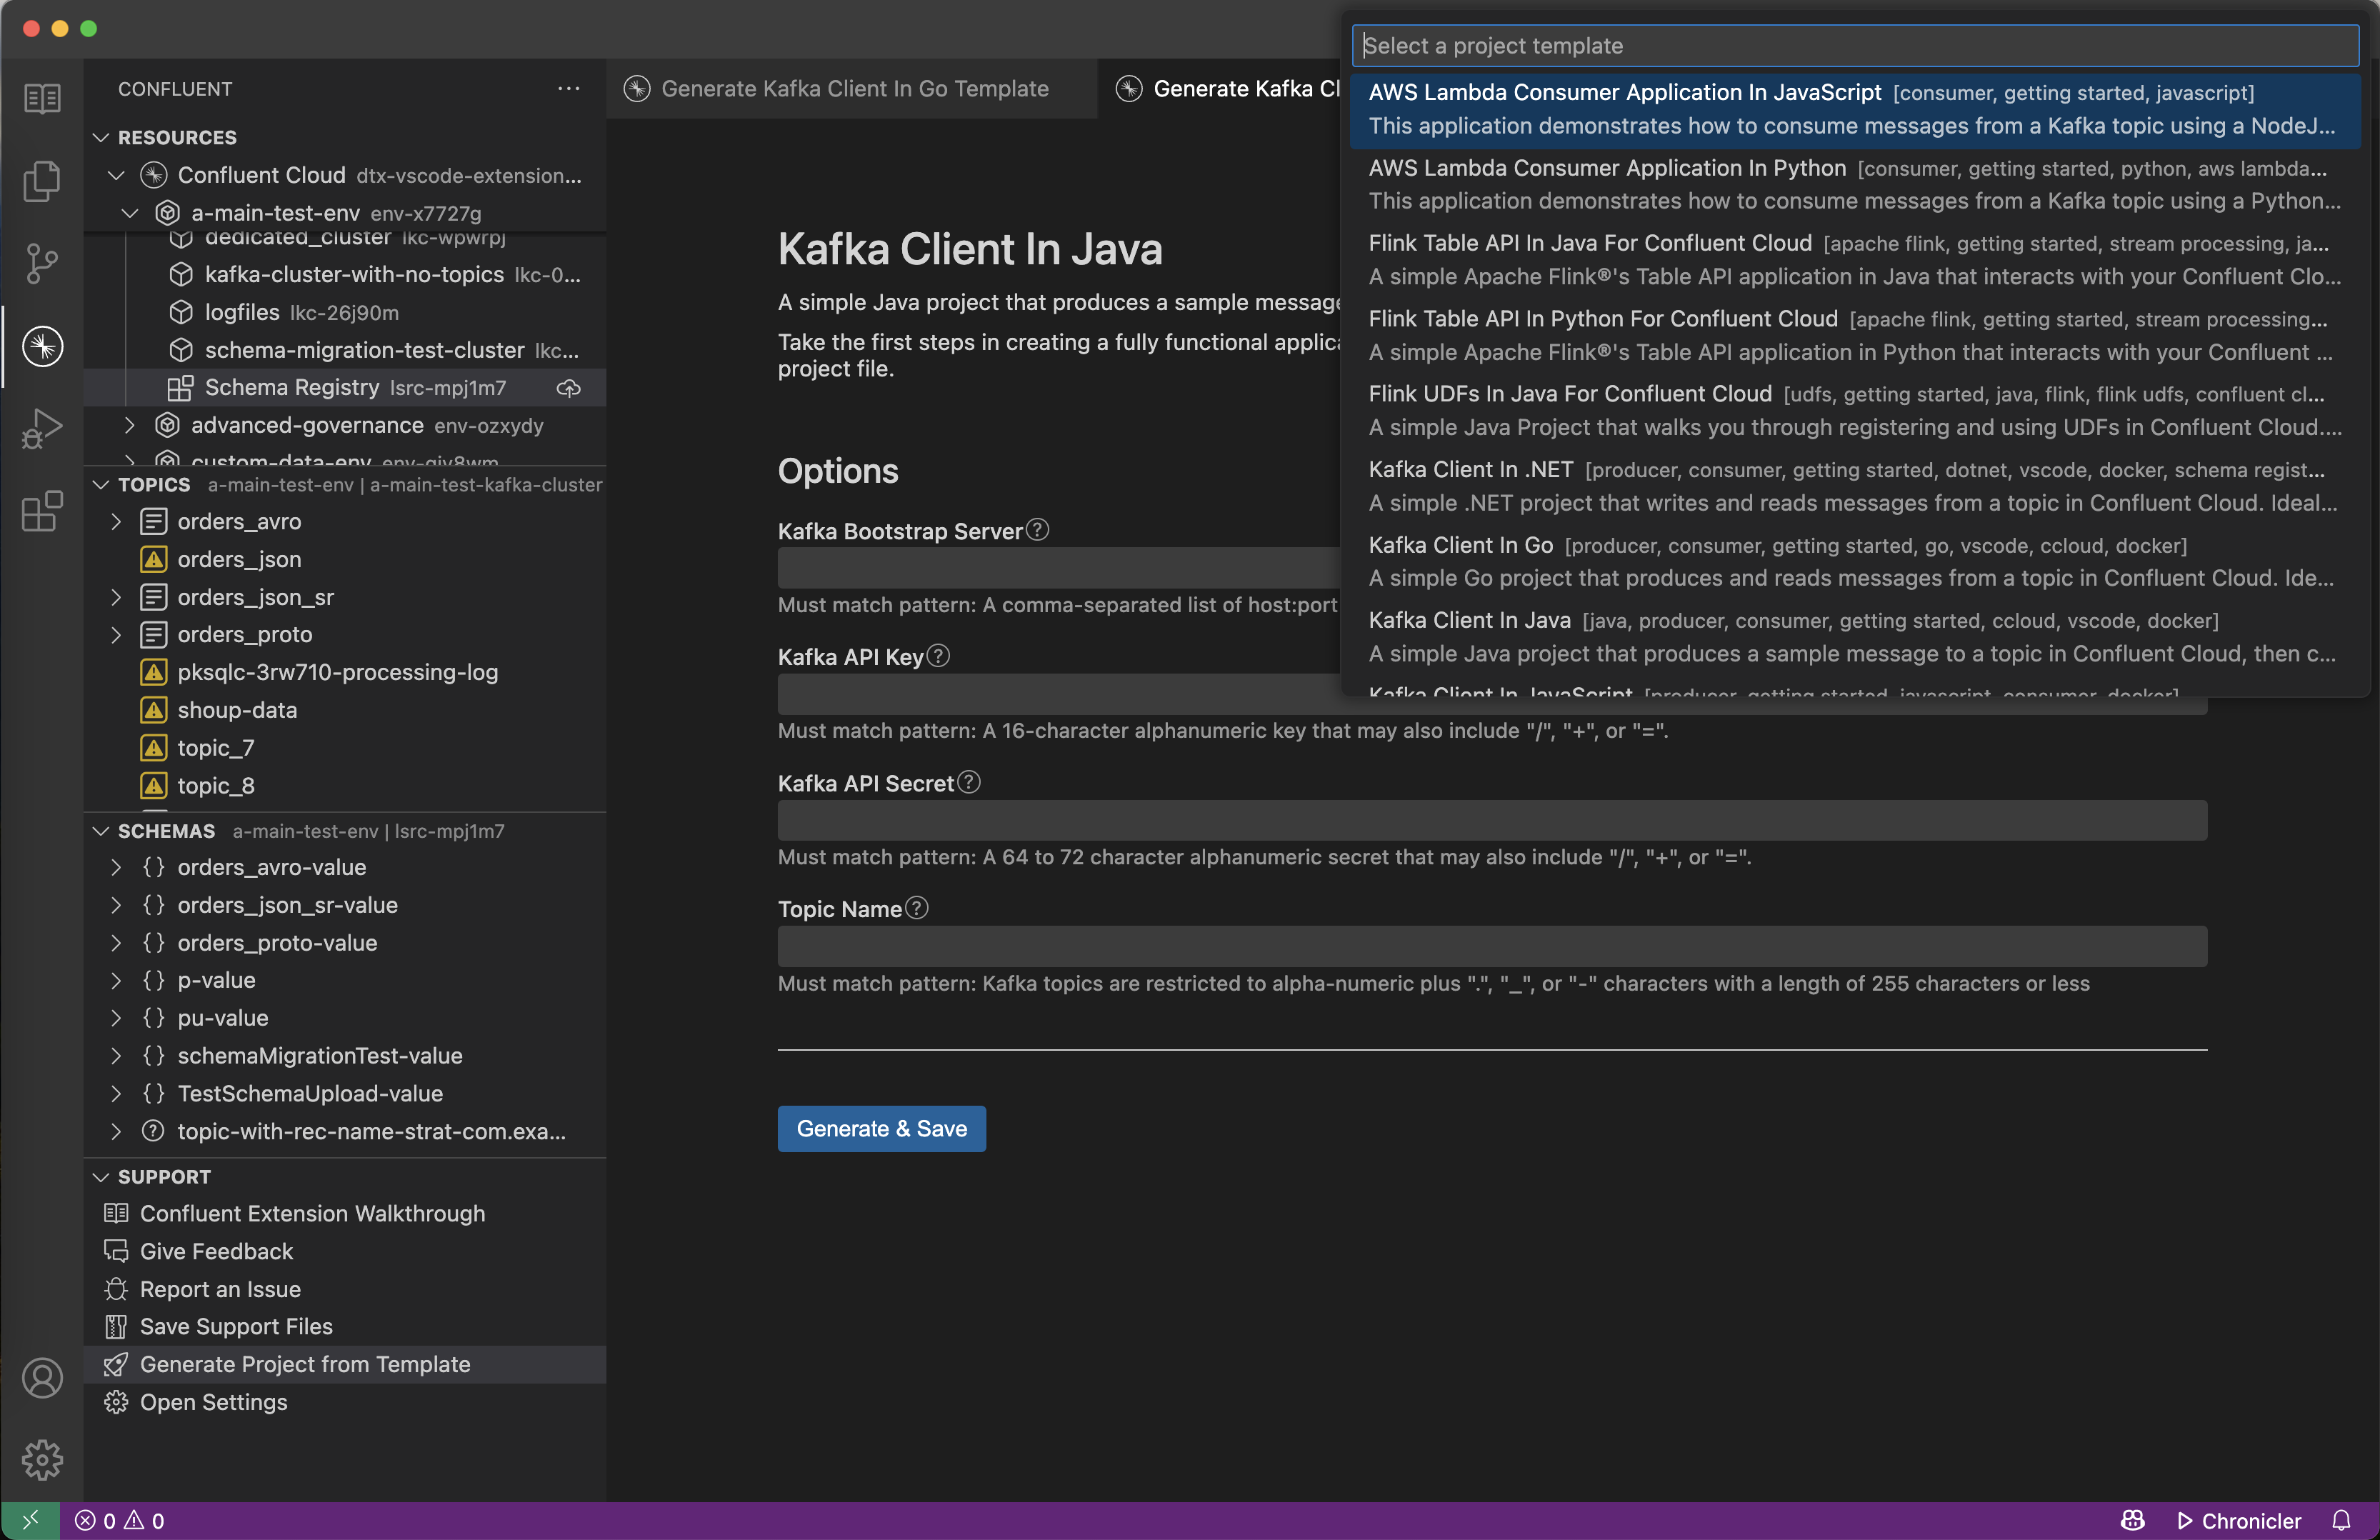 Select a project template
AWS Lambda Consumer Application In JavaScript [consumer, getting started, javascript]
This application demonstrates how to consume messages from a Kafka topic using a NodeJ...
AWS Lambda Consumer Application In Python [consumer, getting started, python, aws lambda...
This application demonstrates how to consume messages from a Kafka topic using a Python...
Flink Table API In Java For Confluent Cloud [apache flink, getting started, stream processing, ja...
A simple Apache Flink®'s Table API application in Java that interacts with your Confluent Clo...
Flink Table API In Python For Confluent Cloud [apache flink, getting started, stream processing...
A simple Apache Flink®'s Table API application in Python that interacts with your Confluent ...
Flink UDFs In Java For Confluent Cloud [udfs, getting started, java, flink, flink udfs, confluent cl...
A simple Java Project that walks you through registering and using UDFs in Confluent Cloud....
Kafka Client In .NET [producer, consumer, getting started, dotnet, vscode, docker, schema regist...
A simple .NET project that writes and reads messages from a topic in Confluent Cloud. Ideal...
Kafka Client In Go [producer, consumer, getting started, go, vscode, ccloud, docker]
A simple Go project that produces and reads messages from a topic in Confluent Cloud. Ide...
Kafka Client In Java [java, producer, consumer, getting started, ccloud, vscode, docker]
A simple Java project that produces a sample message to a topic in Confluent Cloud, then c...
Kafka Client In JavaScript [producer, getting started, javascript, consumer, docker]
CONFLUENT
RESOURCES
Confluent Cloud dtx-vscode-extension...
a-main-test-env env-x7727g
dedicated_cluster lkc-wpwrpj
kafka-cluster-with-no-topics lkc-0...
logfiles lkc-26j90m
schema-migration-test-cluster lkc...
Schema Registry lsrc-mpj1m7
advanced-governance env-ozxydy
custom-data-env env-qjv8wm
TOPICS a-main-test-env | a-main-test-kafka-cluster
orders_avro
orders_json
orders_json_sr
orders_proto
pksqlc-3rw710-processing-log
shoup-data
topic_7
topic_8
SCHEMAS a-main-test-env | lsrc-mpj1m7
orders_avro-value
orders_json_sr-value
orders_proto-value
p-value
pu-value
schemaMigrationTest-value
TestSchemaUpload-value
topic-with-rec-name-strat-com.exa...
SUPPORT
Confluent Extension Walkthrough
Give Feedback
Report an Issue
Save Support Files
Generate Project from Template
Open Settings
Generate Kafka Client In Go Template
Generate Kafka Cl
Kafka Client In Java
A simple Java project that produces a sample message
Take the first steps in creating a fully functional applic
project file.
Options
Kafka Bootstrap Server
Must match pattern: A comma-separated list of host:port
Kafka API Key
Must match pattern: A 16-character alphanumeric key that may also include "/", "+", or "=".
Kafka API Secret
Must match pattern: A 64 to 72 character alphanumeric secret that may also include "/", "+", or "=".
Topic Name
Must match pattern: Kafka topics are restricted to alpha-numeric plus ".", "_", or "-" characters with a length of 255 characters or less
Generate & Save
0 0
Chronicler